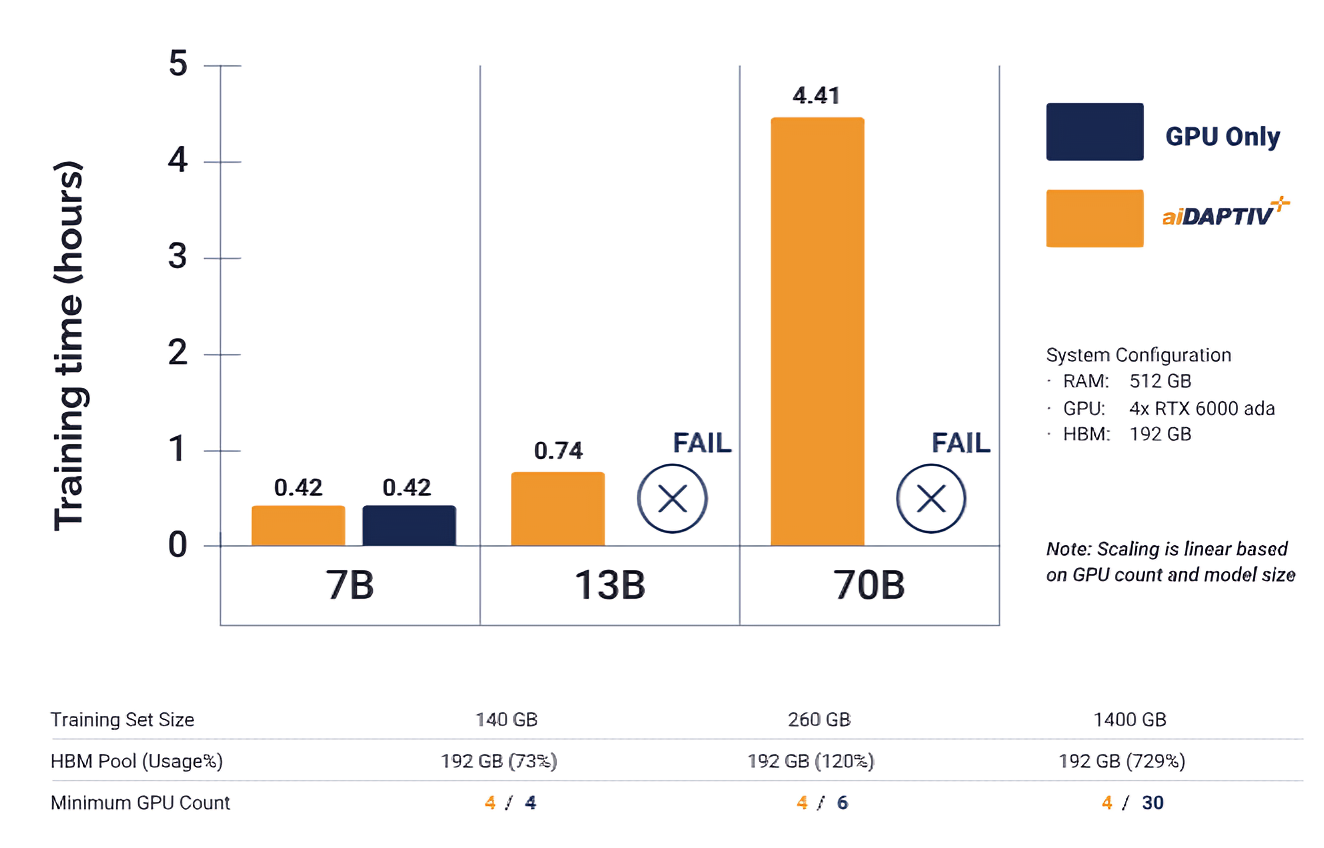 Training time (hours)
5
4
3
2
1
0
0.42
0.42
0.74
FAIL
4.41
FAIL
7B
13B
70B
GPU Only
aiDAPTIV+
System Configuration
· RAM: 512 GB
· GPU: 4x RTX 6000 ada
· HBM: 192 GB
Note: Scaling is linear based
on GPU count and model size
Training Set Size 140 GB 260 GB 1400 GB
HBM Pool (Usage%) 192 GB (73%) 192 GB (120%) 192 GB (729%)
Minimum GPU Count 4 / 4 4 / 6 4 / 30